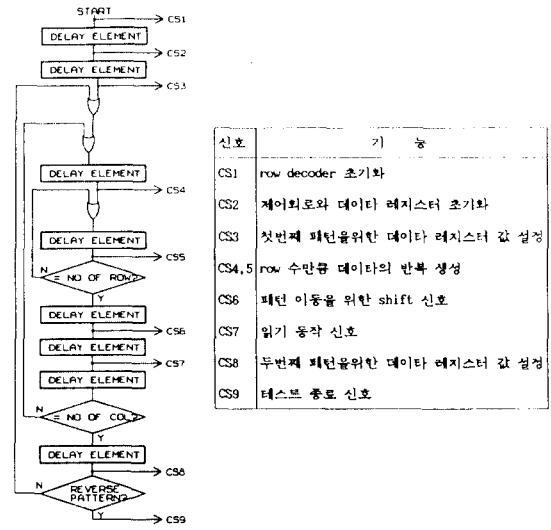 START
CS1
DELAY ELEMENT
CS2
DELAY ELEMENT
CS3
DELAY ELEMENT
CS4
DELAY ELEMENT
CS5
N
= NO OF ROW?
Y
DELAY ELEMENT
CS6
DELAY ELEMENT
CS7
DELAY ELEMENT
N
= NO OF COL?
Y
DELAY ELEMENT
CS8
N
REVERSE
PATTERN?
Y
CS9
신호 기 능
CS1 row decoder 초기화
CS2 제어회로와 데이타 레지스터 초기화
CS3 첫번째 패턴을위한 데이타 레지스터 값 설정
CS4,5 row 수만큼 데이타의 반복 생성
CS6 패턴 이동을 위한 shift 신호
CS7 읽기 동작 신호
CS8 두번째 패턴을위한 데이타 레지스터 값 설정
CS9 테스트 종료 신호